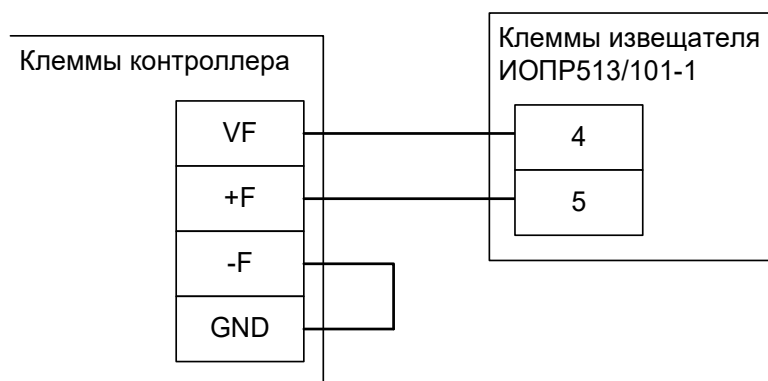 Клеммы контроллера
VF
+F
-F
GND
Клеммы извещателя
ИОПР513/101-1
4
5